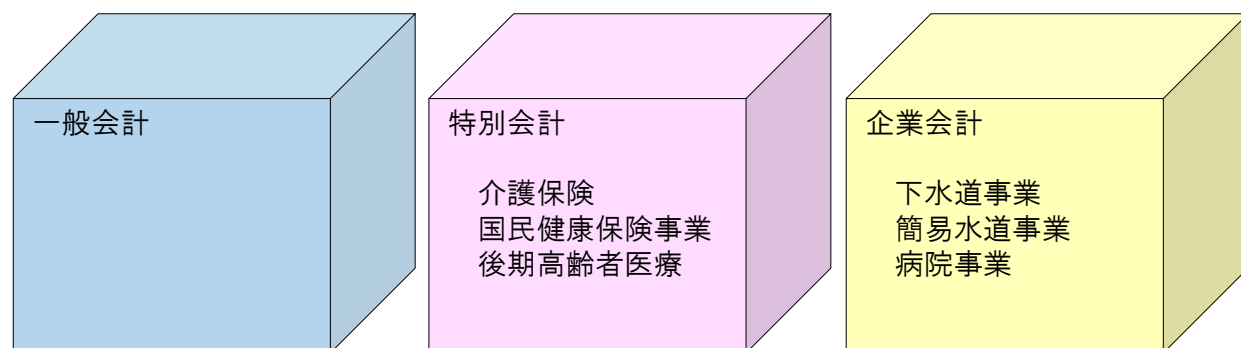 一般会計
特別会計
介護保険
国民健康保険事業
後期高齢者医療
企業会計
下水道事業
簡易水道事業
病院事業